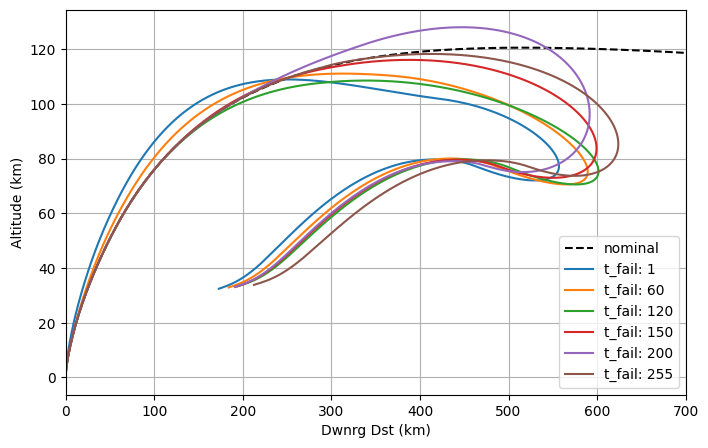 Altitude (km)
120
100
80
60
40
20
0
0 100 200 300 400 500 600 700
Dwnrg Dst (km)
nominal
t_fail: 1
t_fail: 60
t_fail: 120
t_fail: 150
t_fail: 200
t_fail: 255